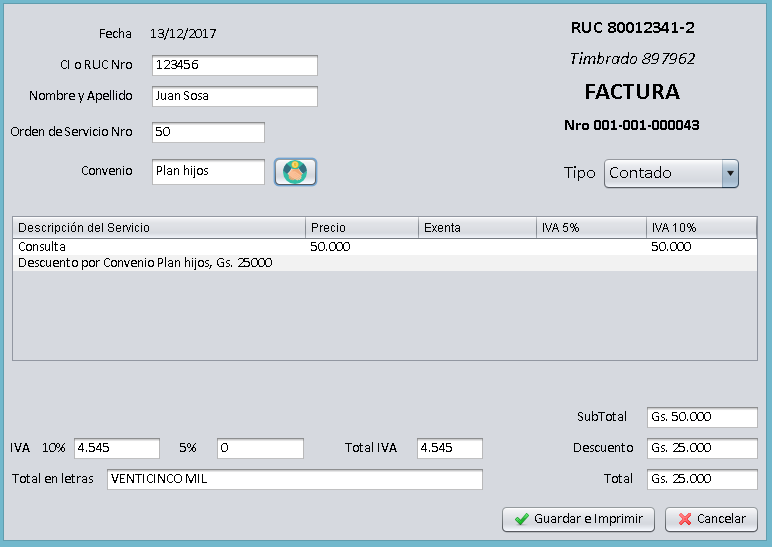 Fecha 13/12/2017
RUC 80012341-2
CI o RUC Nro 123456
Timbrado 897962
Nombre y Apellido Juan Sosa
FACTURA
Orden de Servicio Nro 50
Nro 001-001-000043
Convenio Plan hijos
Tipo Contado
Descripción del Servicio Precio Exenta IVA 5% IVA 10%
Consulta 50.000 50.000
Descuento por Convenio Plan hijos, Gs. 25000
SubTotal Gs. 50.000
IVA 10% 4.545 5% 0 Total IVA 4.545 Descuento Gs. 25.000
Total en letras VENTICINCO MIL Total Gs. 25.000
Guardar e Imprimir Cancelar